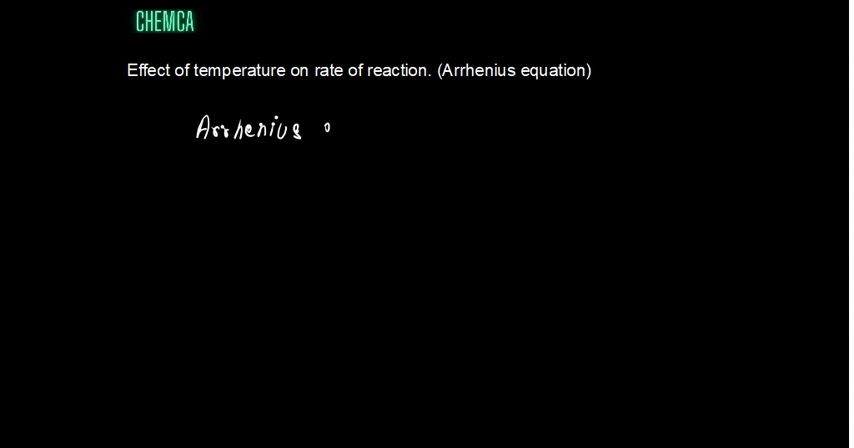 CHEMCA
Effect of temperature on rate of reaction. (Arrhenius equation)
Arrhenius